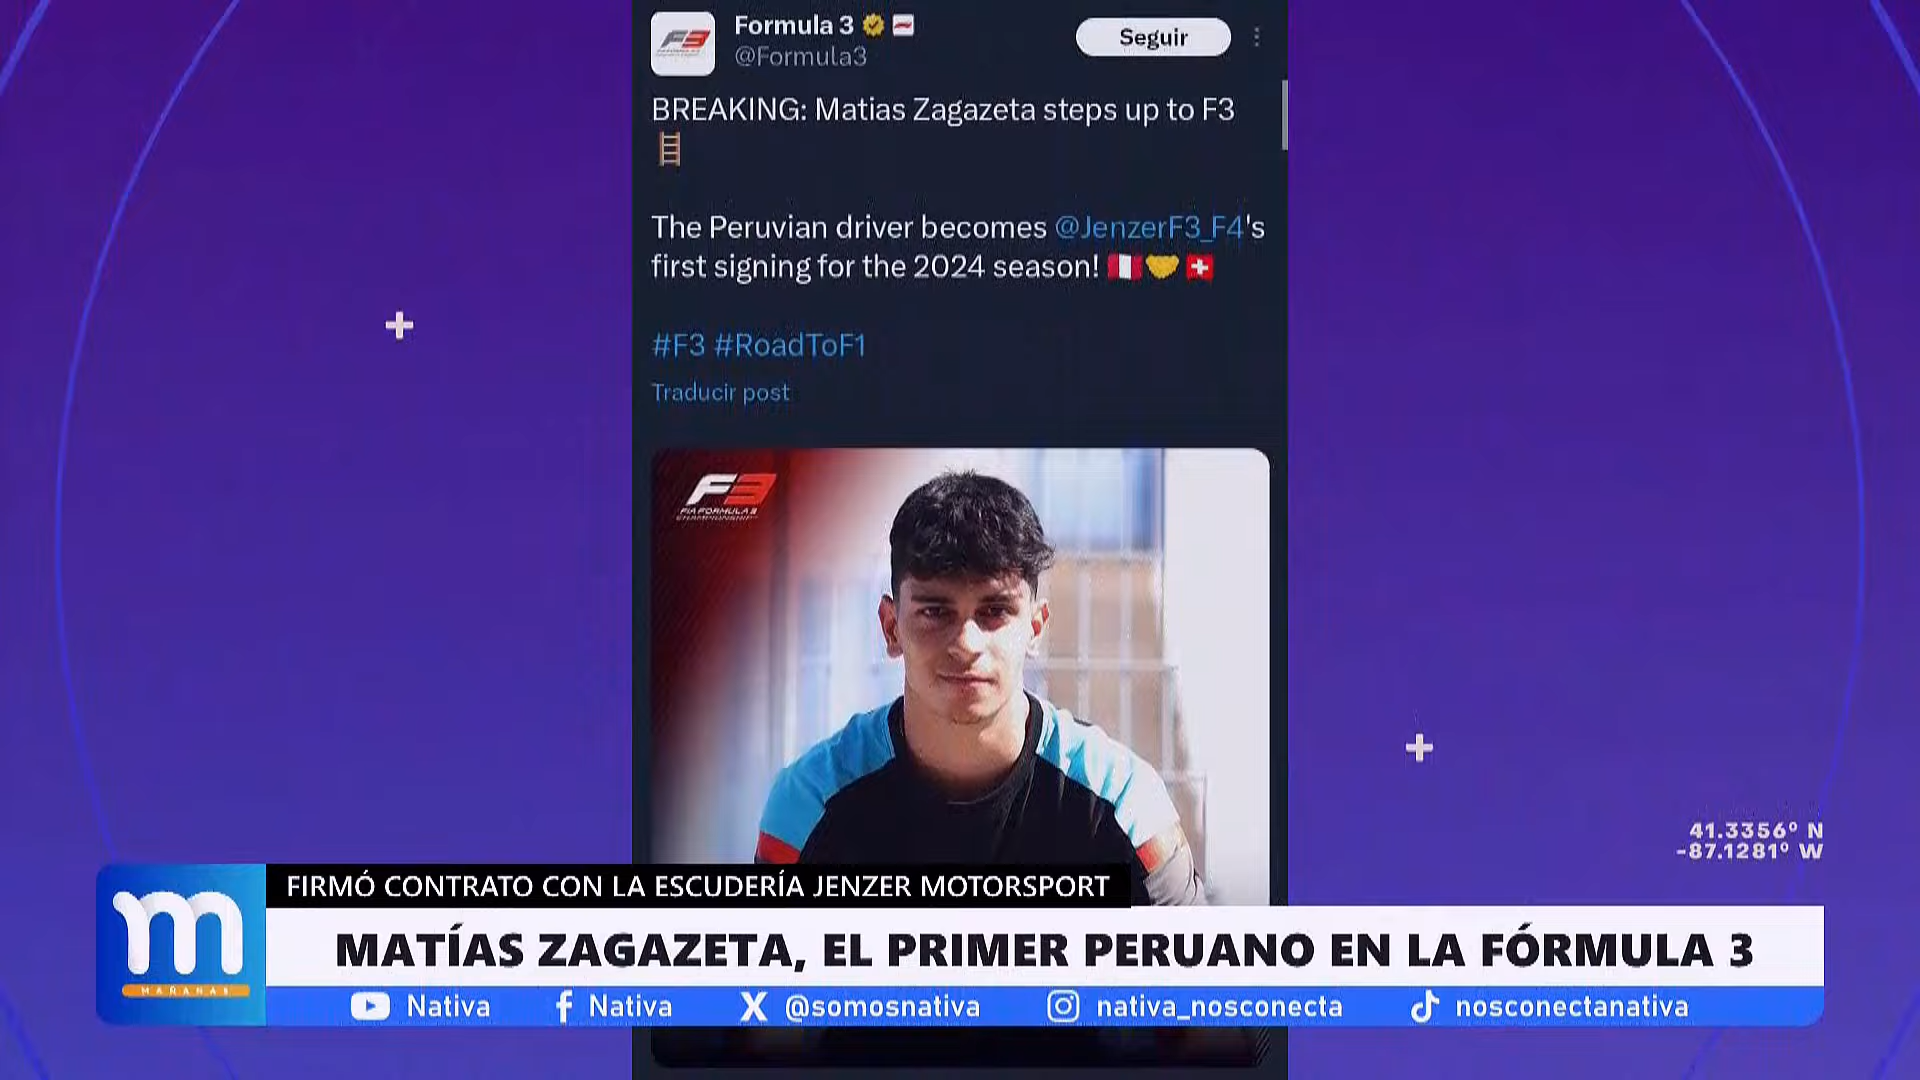 Formula 3
@Formula3
Seguir
BREAKING: Matias Zagazeta steps up to F3
The Peruvian driver becomes @JenzerF3_F4's
first signing for the 2024 season!
#F3 #RoadToF1
Traducir post
F3
FIA FORMULA 3
CHAMPIONSHIP
41.3356° N
-87.1281° W
FIRMÓ CONTRATO CON LA ESCUDERÍA JENZER MOTORSPORT
m
MAÑANAS
MATÍAS ZAGAZETA, EL PRIMER PERUANO EN LA FÓRMULA 3
Nativa Nativa @somosnativa nativa_nosconecta nosconectanativa